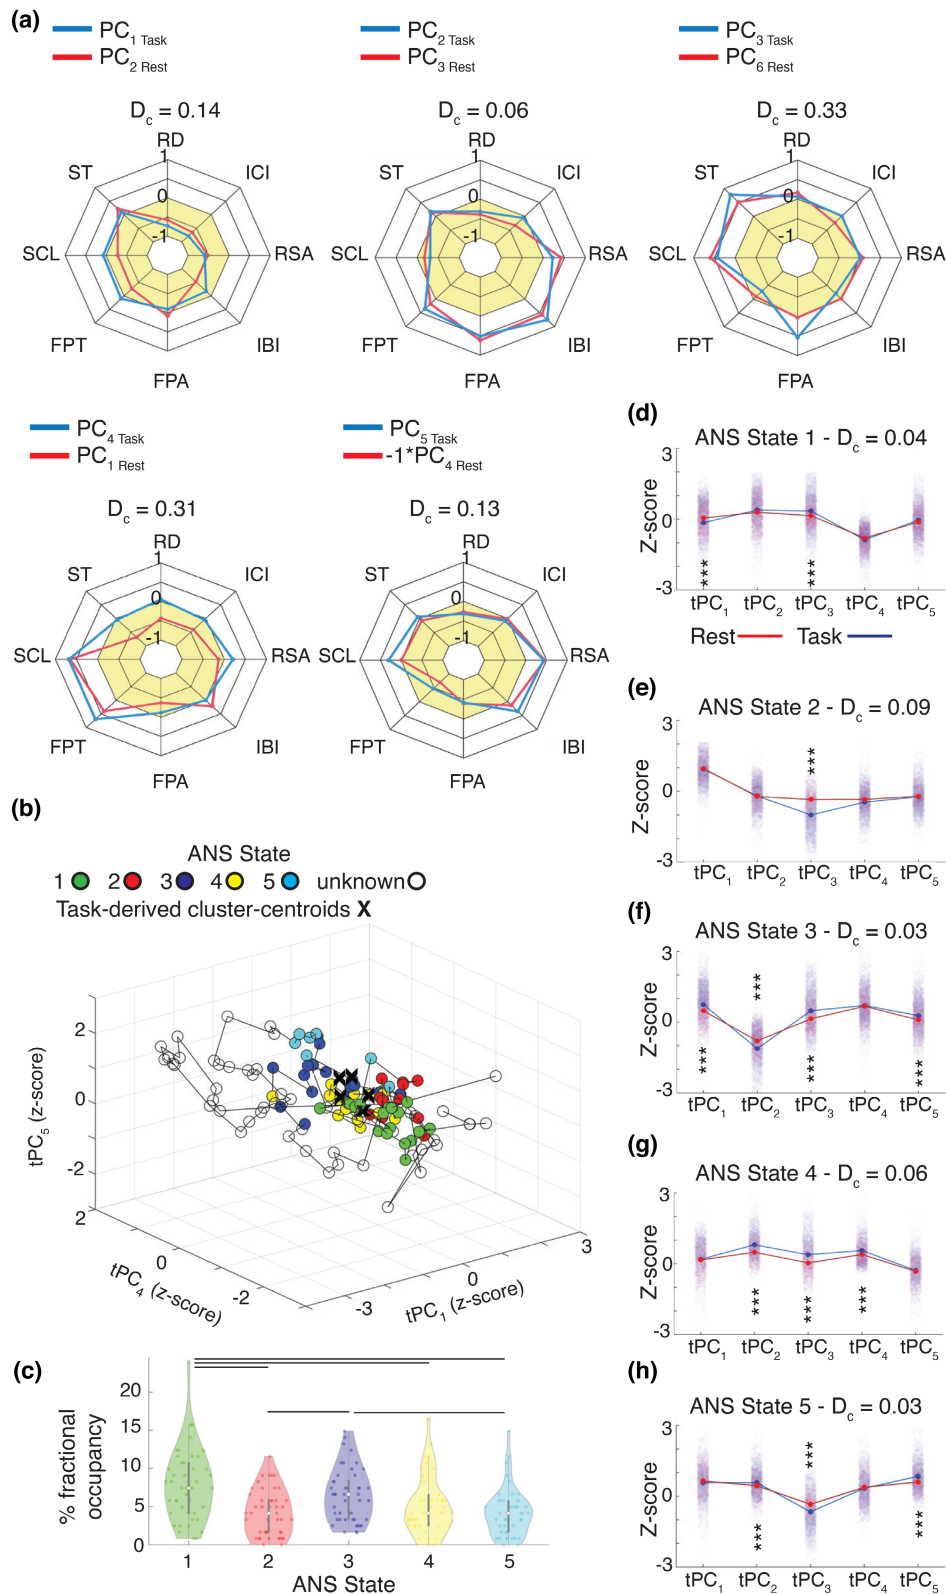 (a)
PC1 Task
PC2 Rest
PC2 Task
PC3 Rest
PC3 Task
PC6 Rest
Dc = 0.14
RD
1
ST
ICI
0
-1
SCL
RSA
FPT
IBI
FPA
Dc = 0.06
RD
1
ST
ICI
0
-1
SCL
RSA
FPT
IBI
FPA
Dc = 0.33
RD
1
ST
ICI
0
-1
SCL
RSA
FPT
IBI
FPA
PC4 Task
PC1 Rest
PC5 Task
-1*PC4 Rest
Dc = 0.31
RD
1
ST
ICI
0
-1
SCL
RSA
FPT
IBI
FPA
Dc = 0.13
RD
1
ST
ICI
0
-1
SCL
RSA
FPT
IBI
FPA
(b)
ANS State
1 2 3 4 5 unknown
Task-derived cluster-centroids X
tPC5 (z-score)
2
0
-2
2
0
-2
tPC4 (z-score)
-3
0
3
tPC1 (z-score)
(c)
% fractional
occupancy
20
15
10
5
0
1 2 3 4 5
ANS State
(d)
ANS State 1 - Dc = 0.04
Z-score
3
0
-3
***
***
tPC1 tPC2 tPC3 tPC4 tPC5
Rest Task
(e)
ANS State 2 - Dc = 0.09
Z-score
3
0
-3
***
tPC1 tPC2 tPC3 tPC4 tPC5
(f)
ANS State 3 - Dc = 0.03
Z-score
3
0
-3
***
***
***
***
tPC1 tPC2 tPC3 tPC4 tPC5
(g)
ANS State 4 - Dc = 0.06
Z-score
3
0
-3
***
***
***
tPC1 tPC2 tPC3 tPC4 tPC5
(h)
ANS State 5 - Dc = 0.03
Z-score
3
0
-3
***
***
***
tPC1 tPC2 tPC3 tPC4 tPC5